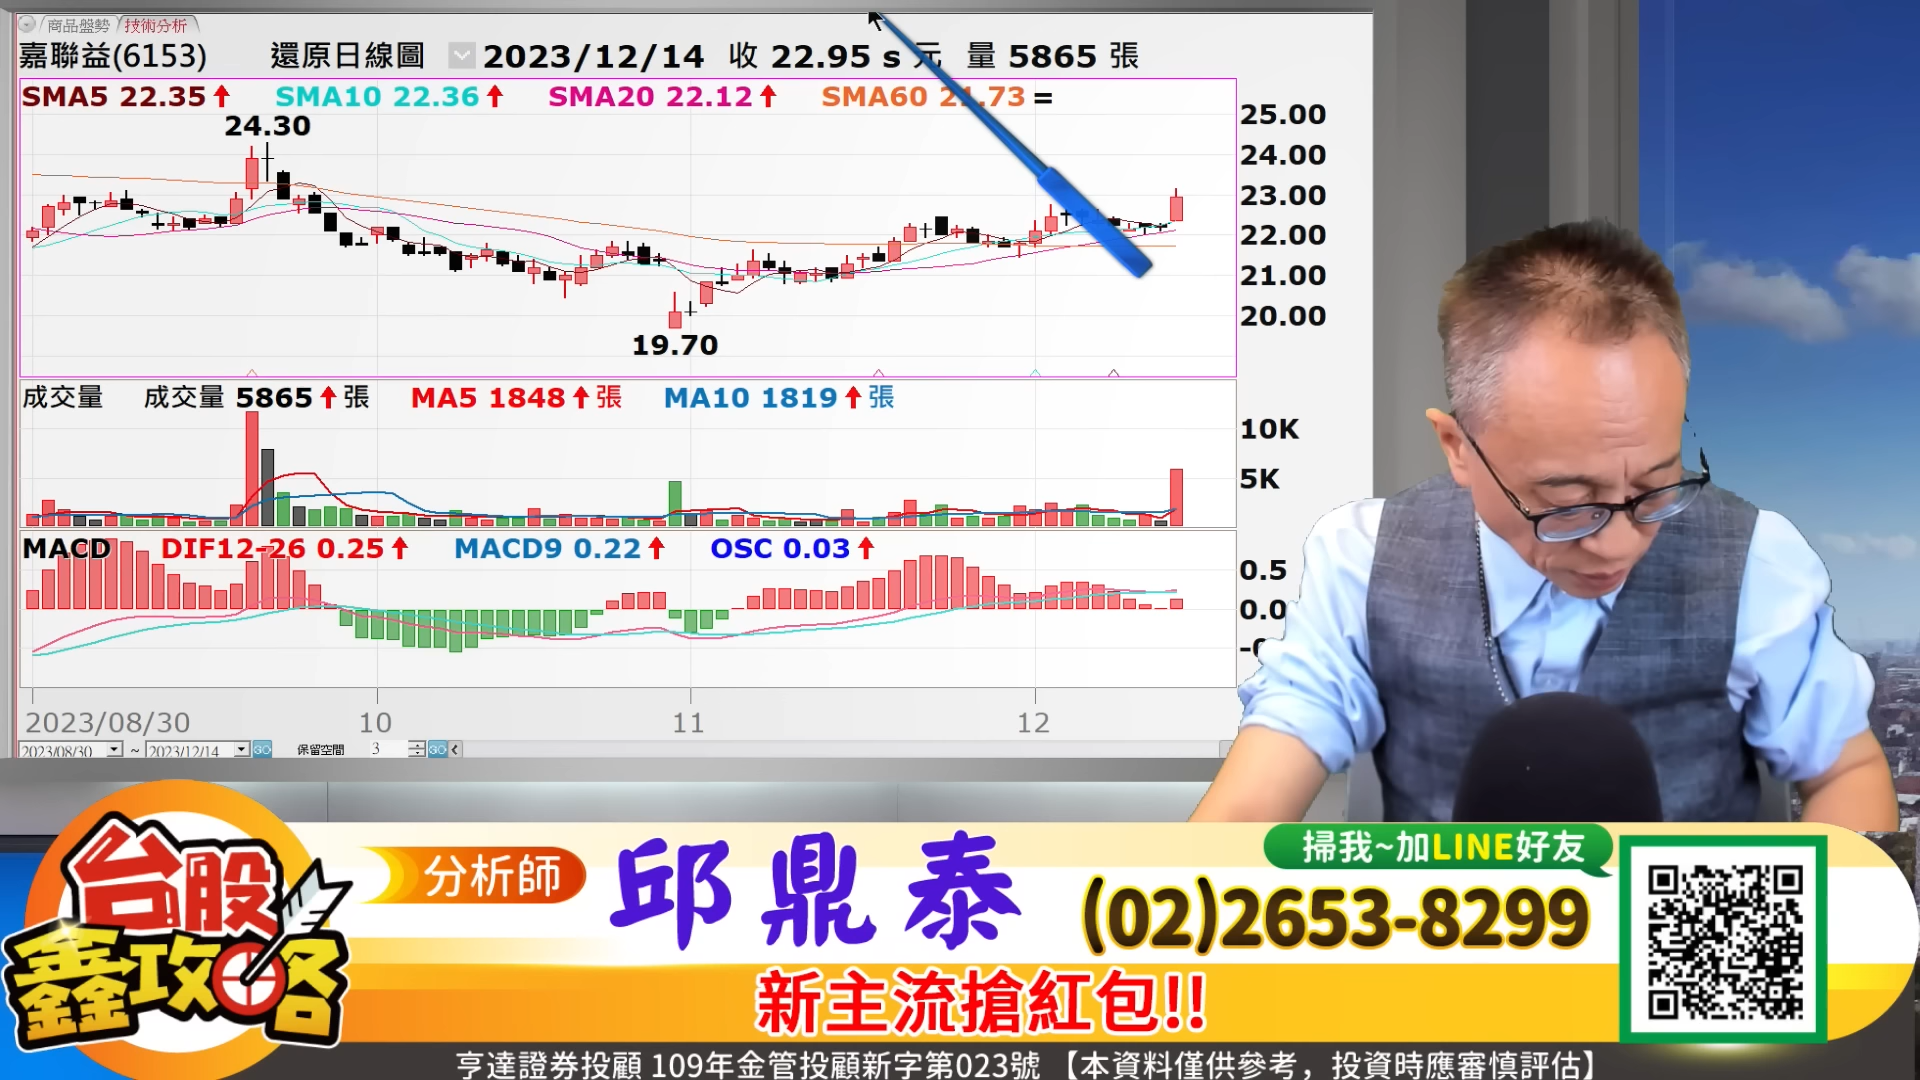 商品盤勢 技術分析
嘉聯益(6153) 還原日線圖 2023/12/14 收 22.95 s 元 量 5865 張
SMA5 22.35 SMA10 22.36 SMA20 22.12 SMA60 21.73 =
24.30
25.00
24.00
23.00
22.00
21.00
20.00
19.70
成交量 成交量 5865 張 MA5 1848 張 MA10 1819 張
10K
5K
MACD DIF12-26 0.25 MACD9 0.22 OSC 0.03
0.5
0.0
2023/08/30 10 11 12
2023/08/30 ~ 2023/12/14 GO 保留空間 3 GO
台股
鑫攻略
分析師 邱鼎泰
掃我~加LINE好友
(02)2653-8299
新主流搶紅包!!
亨達證券投顧 109年金管投顧新字第023號 【本資料僅供參考，投資時應審慎評估】